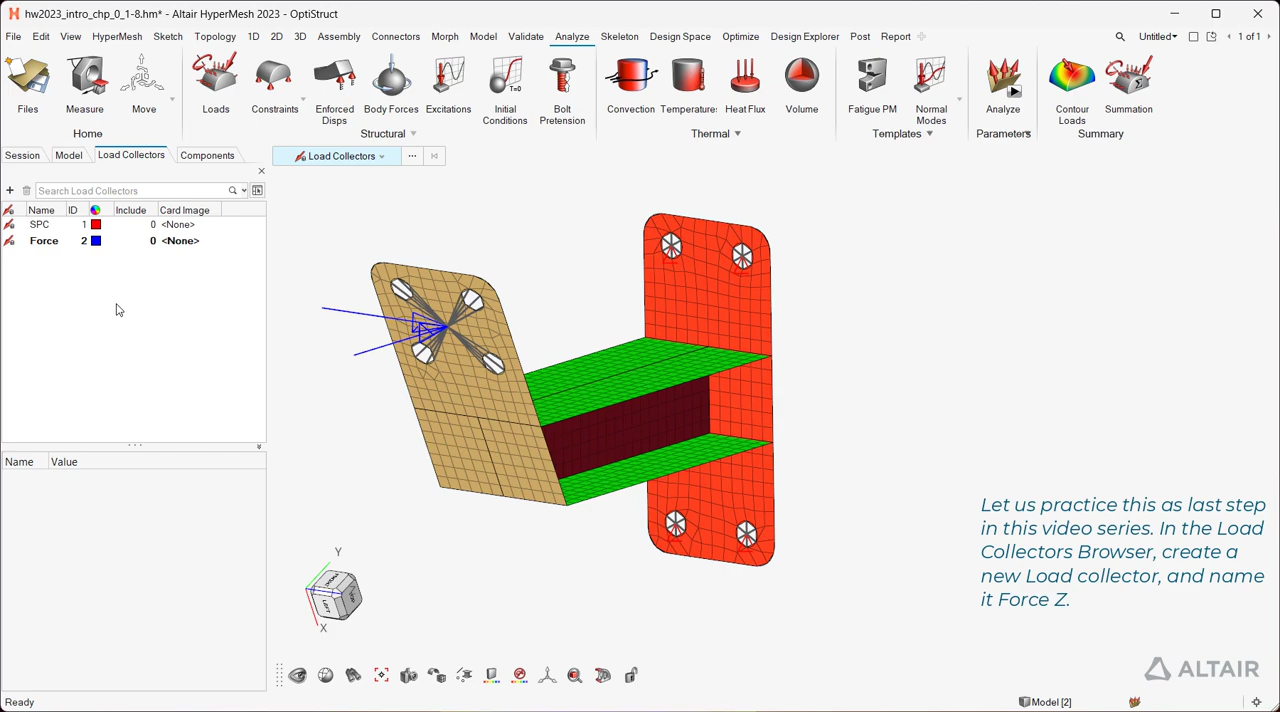 hw2023_intro_chp_0_1-8.hm* - Altair HyperMesh 2023 - OptiStruct
File Edit View HyperMesh Sketch Topology 1D 2D 3D Assembly Connectors Morph Model Validate Analyze Skeleton Design Space Optimize Design Explorer Post Report Untitled 1 of 1
Files Measure Move Loads Constraints Enforced Disps Body Forces Excitations Initial Conditions Bolt Pretension Convection Temperature: Heat Flux Volume Fatigue PM Normal Modes Analyze Contour Loads Summation
Home Structural Thermal Templates Parameters Summary
Session Model Load Collectors Components
Load Collectors ...
Search Load Collectors
Name ID Include Card Image
SPC 1 0 <None>
Force 2 0 <None>
Name Value
Let us practice this as last step
in this video series. In the Load
Collectors Browser, create a
new Load collector, and name
it Force Z.
Y
LEFT
X
ALTAIR
Ready
Model [2]